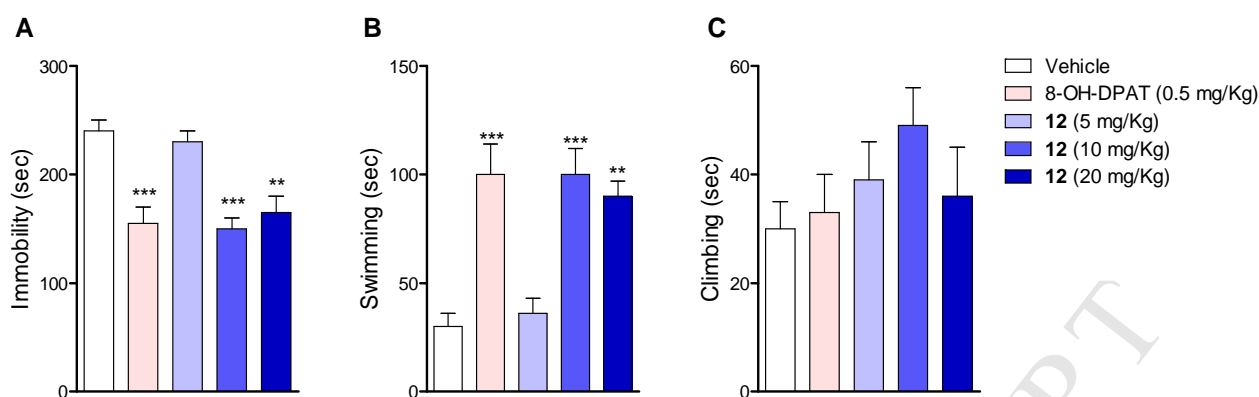 A
Immobility (sec)
300
200
100
0
***
***
**
B
Swimming (sec)
150
100
50
0
***
***
**
C
Climbing (sec)
60
40
20
0
Vehicle
8-OH-DPAT (0.5 mg/Kg)
12 (5 mg/Kg)
12 (10 mg/Kg)
12 (20 mg/Kg)
PT